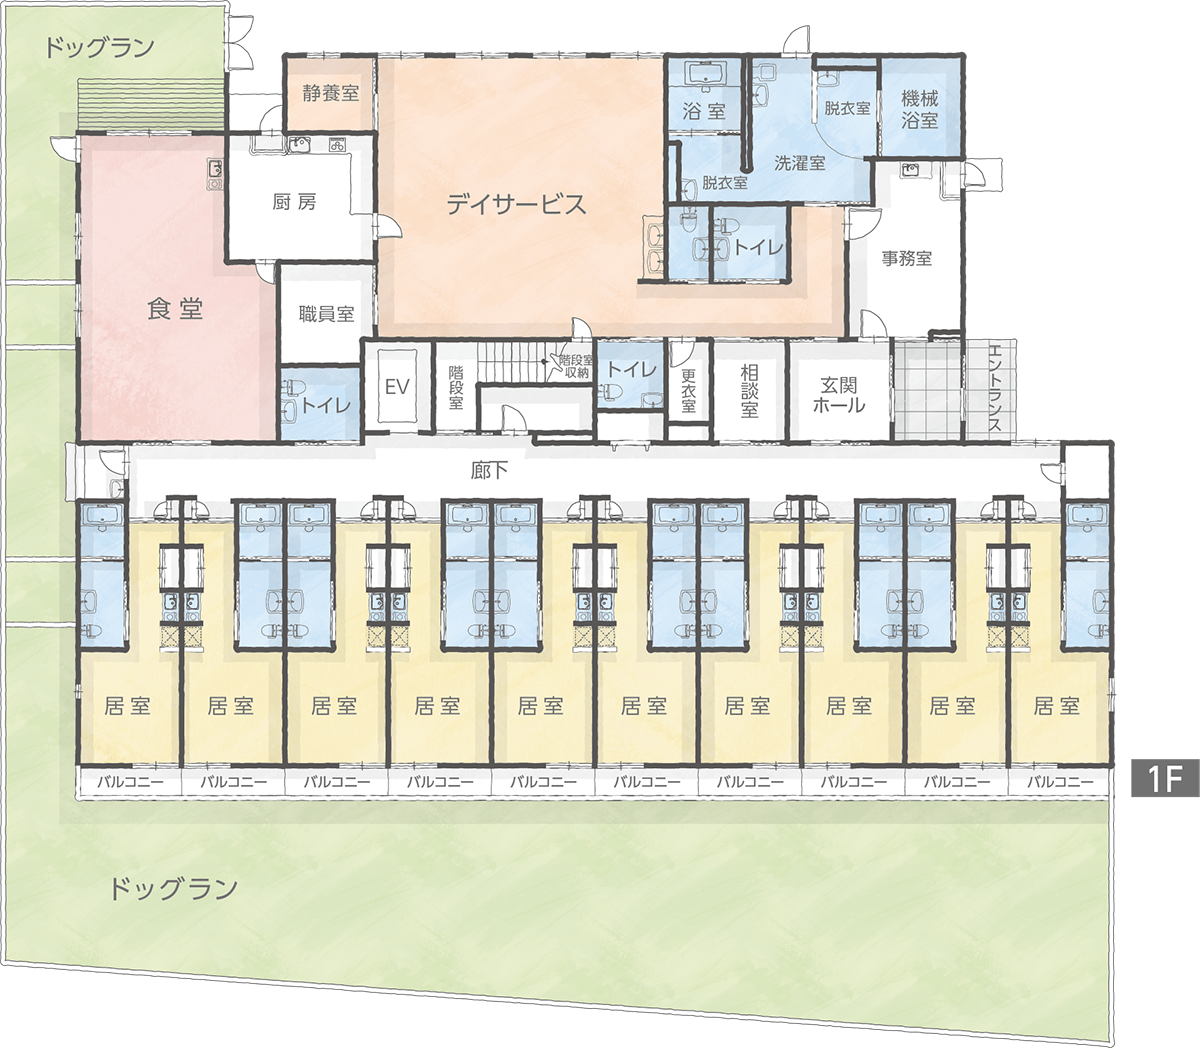 ドッグラン
静養室
浴室
脱衣室
機械
浴室
洗濯室
脱衣室
厨房
デイサービス
トイレ
事務室
食堂
職員室
階段室
収納
トイレ
エントランス
EV
階段室
更衣室
相談室
玄関
ホール
トイレ
廊下
居室
居室
居室
居室
居室
居室
居室
居室
居室
居室
バルコニー
バルコニー
バルコニー
バルコニー
バルコニー
バルコニー
バルコニー
バルコニー
バルコニー
バルコニー
1F
ドッグラン